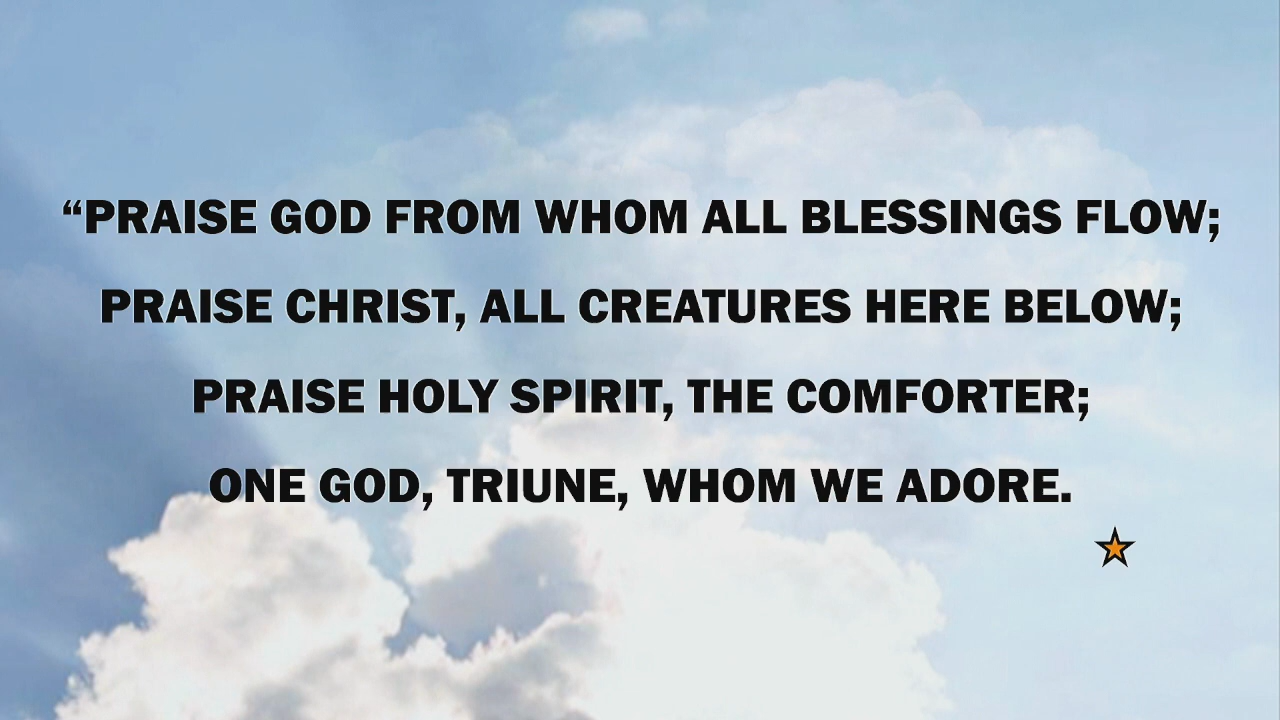 “PRAISE GOD FROM WHOM ALL BLESSINGS FLOW;
PRAISE CHRIST, ALL CREATURES HERE BELOW;
PRAISE HOLY SPIRIT, THE COMFORTER;
ONE GOD, TRIUNE, WHOM WE ADORE.